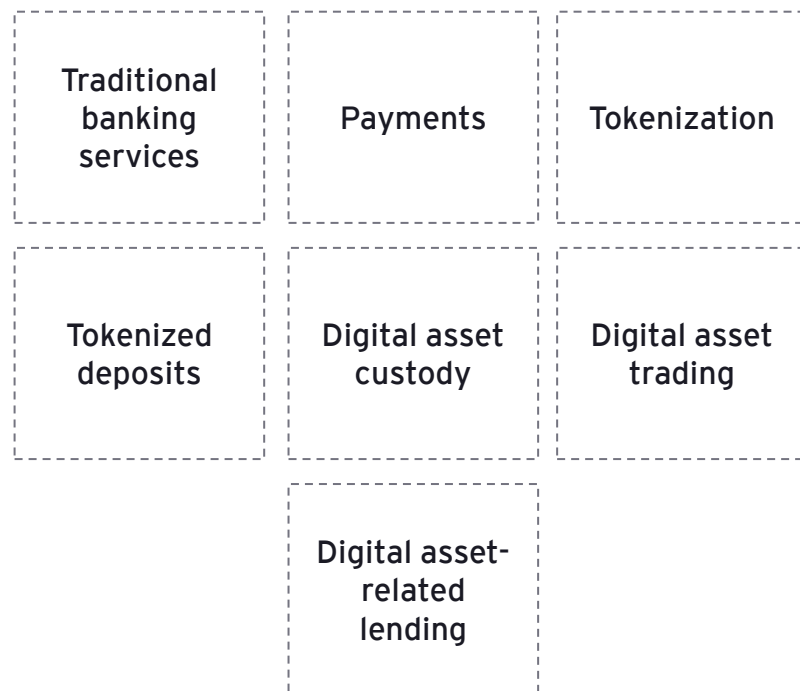 Traditional
banking
services
Payments
Tokenization
Tokenized
deposits
Digital asset
custody
Digital asset
trading
Digital asset-
related
lending